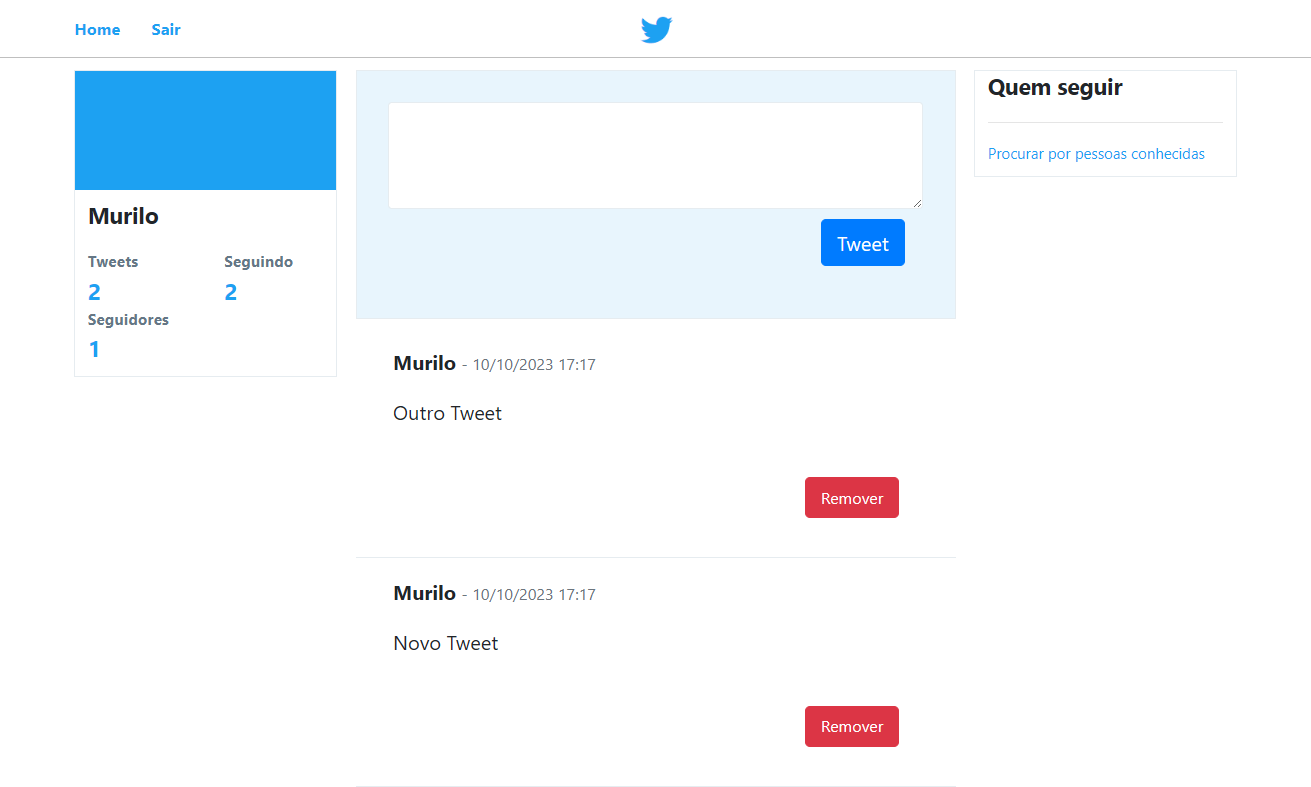 Home Sair
Murilo
Tweets Seguindo
2 2
Seguidores
1
Tweet
Murilo - 10/10/2023 17:17
Outro Tweet
Remover
Murilo - 10/10/2023 17:17
Novo Tweet
Remover
Quem seguir
Procurar por pessoas conhecidas